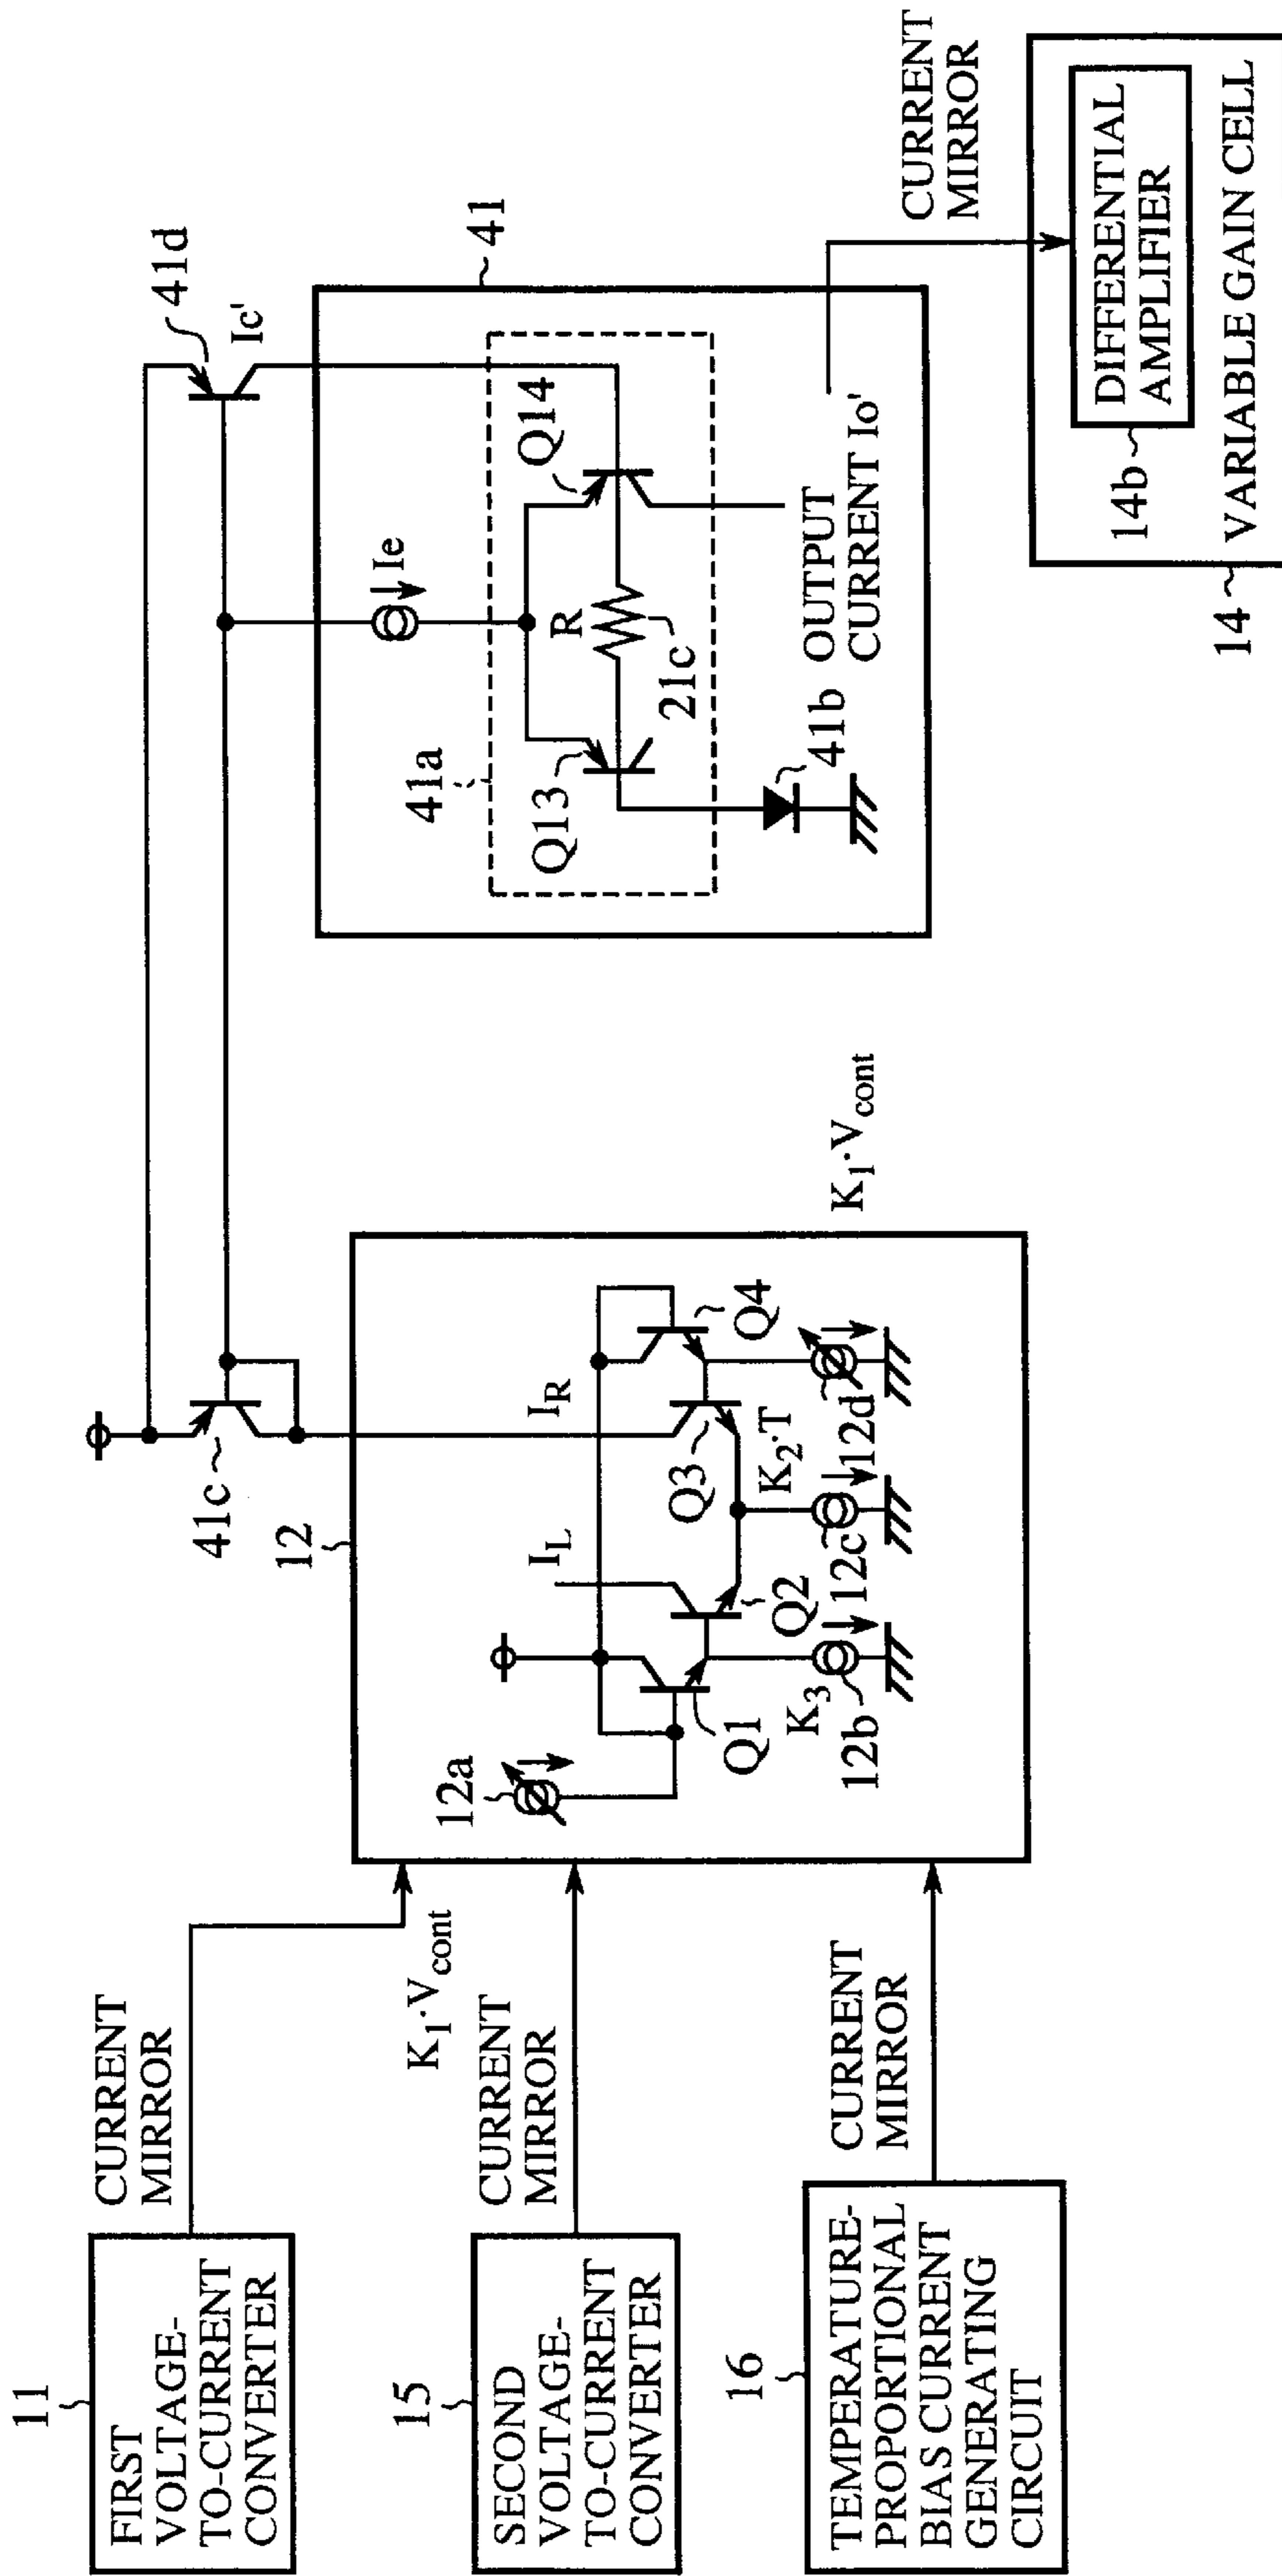 11
FIRST
VOLTAGE-
TO-CURRENT
CONVERTER
CURRENT
MIRROR
15
SECOND
VOLTAGE-
TO-CURRENT
CONVERTER
K1·Vcont
CURRENT
MIRROR
16
TEMPERATURE-
PROPORTIONAL
BIAS CURRENT
GENERATING
CIRCUIT
CURRENT
MIRROR
12
12a
Q1
K3
12b
IL
Q2
K2·T
12c
IR
Q3
Q4
12d
K1·Vcont
41c
41d
Ic'
41
Ie
41a
Q13
Q14
R
21c
41b
OUTPUT
CURRENT Io'
CURRENT
MIRROR
14b
DIFFERENTIAL
AMPLIFIER
14
VARIABLE GAIN CELL